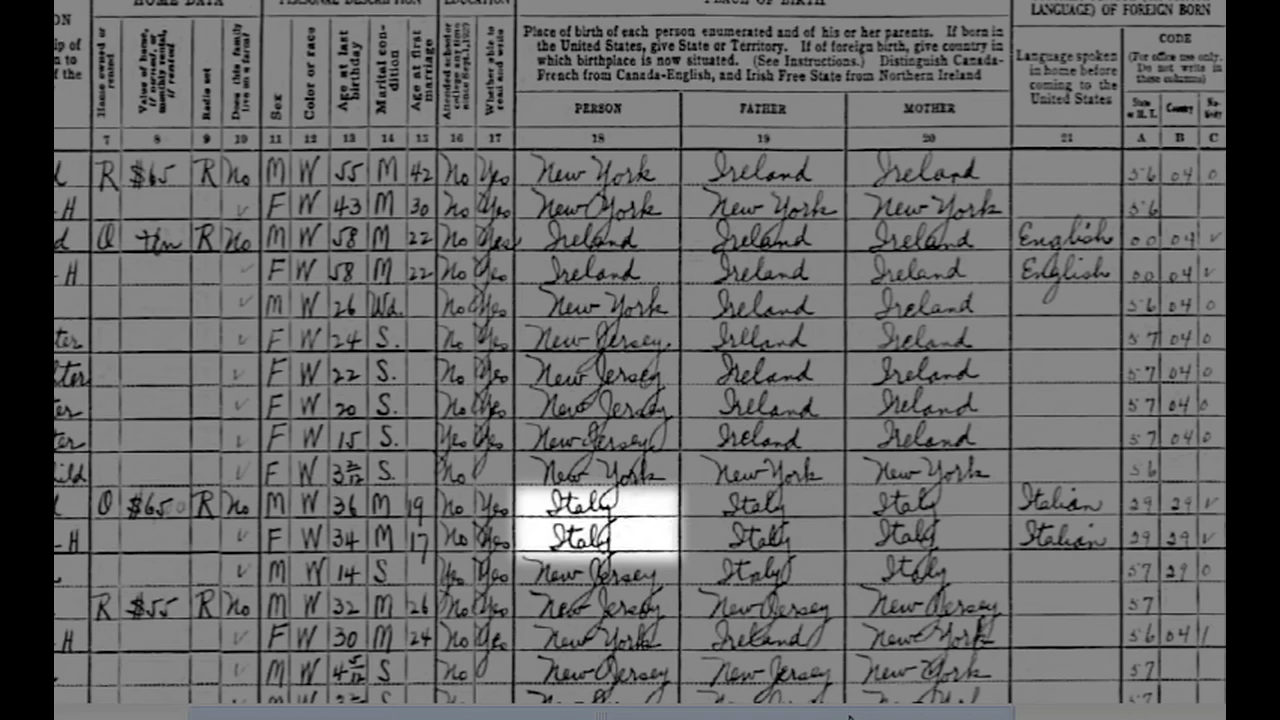 HOME DATA PERSONAL DESCRIPTION EDUCATION PLACE OF BIRTH
LANGUAGE) OF FOREIGN BORN
Home owned or rented
Value of home, if owned, or monthly rental, if rented
Radio set
Does this family live on a farm?
Sex
Color or race
Age at last birthday
Marital condition
Age at first marriage
Attended school or college any time since Sept. 1, 1929
Whether able to read and write
Place of birth of each person enumerated and of his or her parents. If born in
the United States, give State or Territory. If of foreign birth, give country in
which birthplace is now situated. (See Instructions.) Distinguish Canada-
French from Canada-English, and Irish Free State from Northern Ireland
PERSON FATHER MOTHER
Language spoken
in home before
coming to the
United States
CODE
(For office use only.
Do not write in
these columns)
State or M. T. Country
7 8 9 10 11 12 13 14 15 16 17 18 19 20 21 A B C
R $65 R No M W 55 M 42 No Yes New York Ireland Ireland 56 04 0
H F W 43 M 30 No Yes New York New York New York 56
O R No M W 58 M 22 No Yes Ireland Ireland Ireland English 00 04 V
H F W 58 M 22 No Yes Ireland Ireland Ireland English 00 04 V
M W 26 Wd. No Yes New York Ireland Ireland 56 04 0
ter F W 24 S. No Yes New Jersey. Ireland Ireland 57 04 0
hter F W 22 S. No Yes New Jersey Ireland Ireland 57 04 0
ter F W 20 S. No Yes New Jersey Ireland Ireland 57 04 0
ter F W 15 S. Yes Yes New Jersey Ireland Ireland 57 04 0
ild F W S. No New York New York New York 56
O $6500 R No M W 36 M 19 No Yes Italy Italy Italy Italian 29 29 V
H F W 34 M 17 No Yes Italy Italy Italy Italian 29 29 V
M W 14 S Yes Yes New Jersey Italy Italy 57 29 0
R $55 R No M W 32 M 26 No Yes New Jersey New Jersey New Jersey 57
H F W 30 M 24 No Yes New York Ireland New York 56 04 1
M W 4 5/12 S No New Jersey New Jersey New York 57